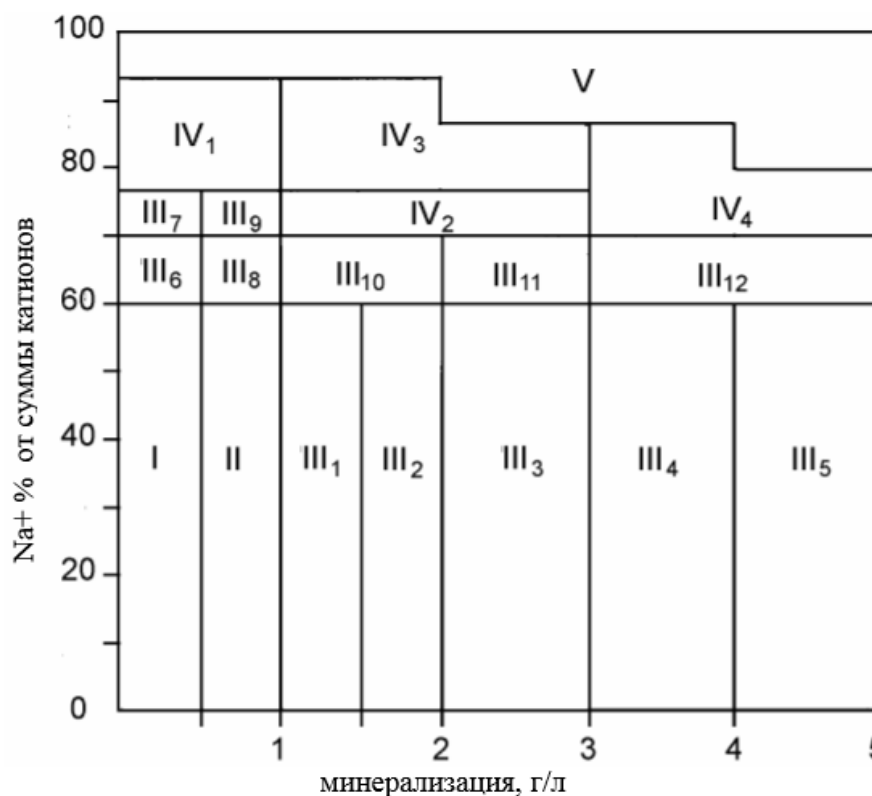 100
V
IV₁ IV₃
80
III₇ III₉ IV₂ IV₄
III₆ III₈ III₁₀ III₁₁ III₁₂
60
40
I II III₁ III₂ III₃ III₄ III₅
20
0
1 2 3 4 5
Na+ % от суммы катионов
минерализация, г/л